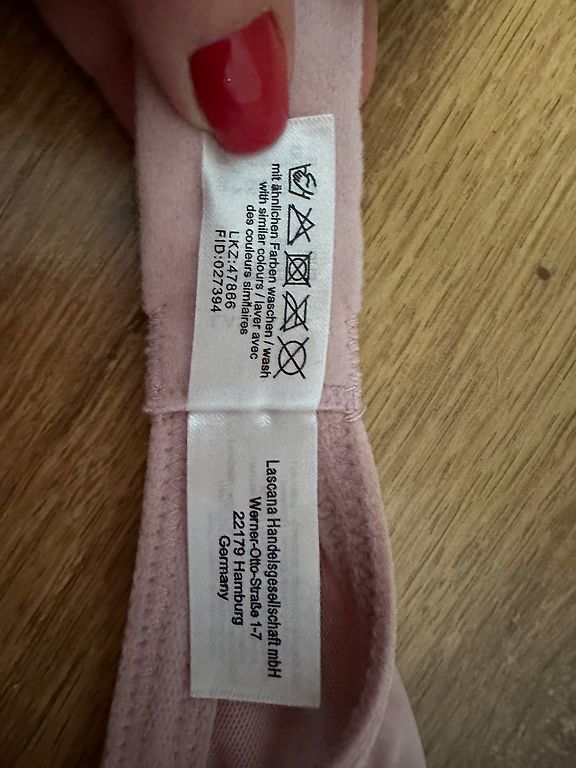 mit ähnlichen Farben waschen / wash
with similar colours / laver avec
des couleurs similaires
LKZ:47866
FID:027394
Lascana Handelsgesellschaft mbH
Werner-Otto-Straße 1-7
22179 Hamburg
Germany